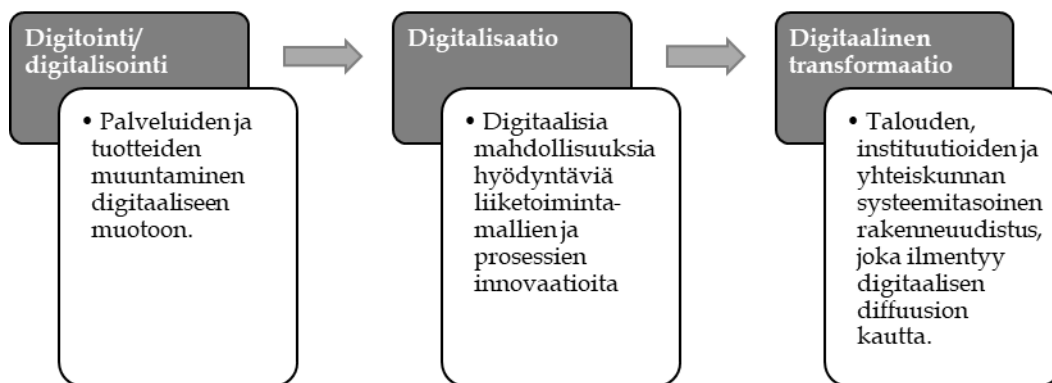 Digitointi/
digitalisointi
• Palveluiden ja
tuotteiden
muuntaminen
digitaaliseen
muotoon.
Digitalisaatio
• Digitaalisia
mahdollisuuksia
hyödyntäviä
liiketoiminta-
mallien ja
prosessien
innovaatioita
Digitaalinen
transformaatio
• Talouden,
instituutioiden ja
yhteiskunnan
systeemitasoinen
rakenneuudistus,
joka ilmentyy
digitaalisen
diffuusion
kautta.